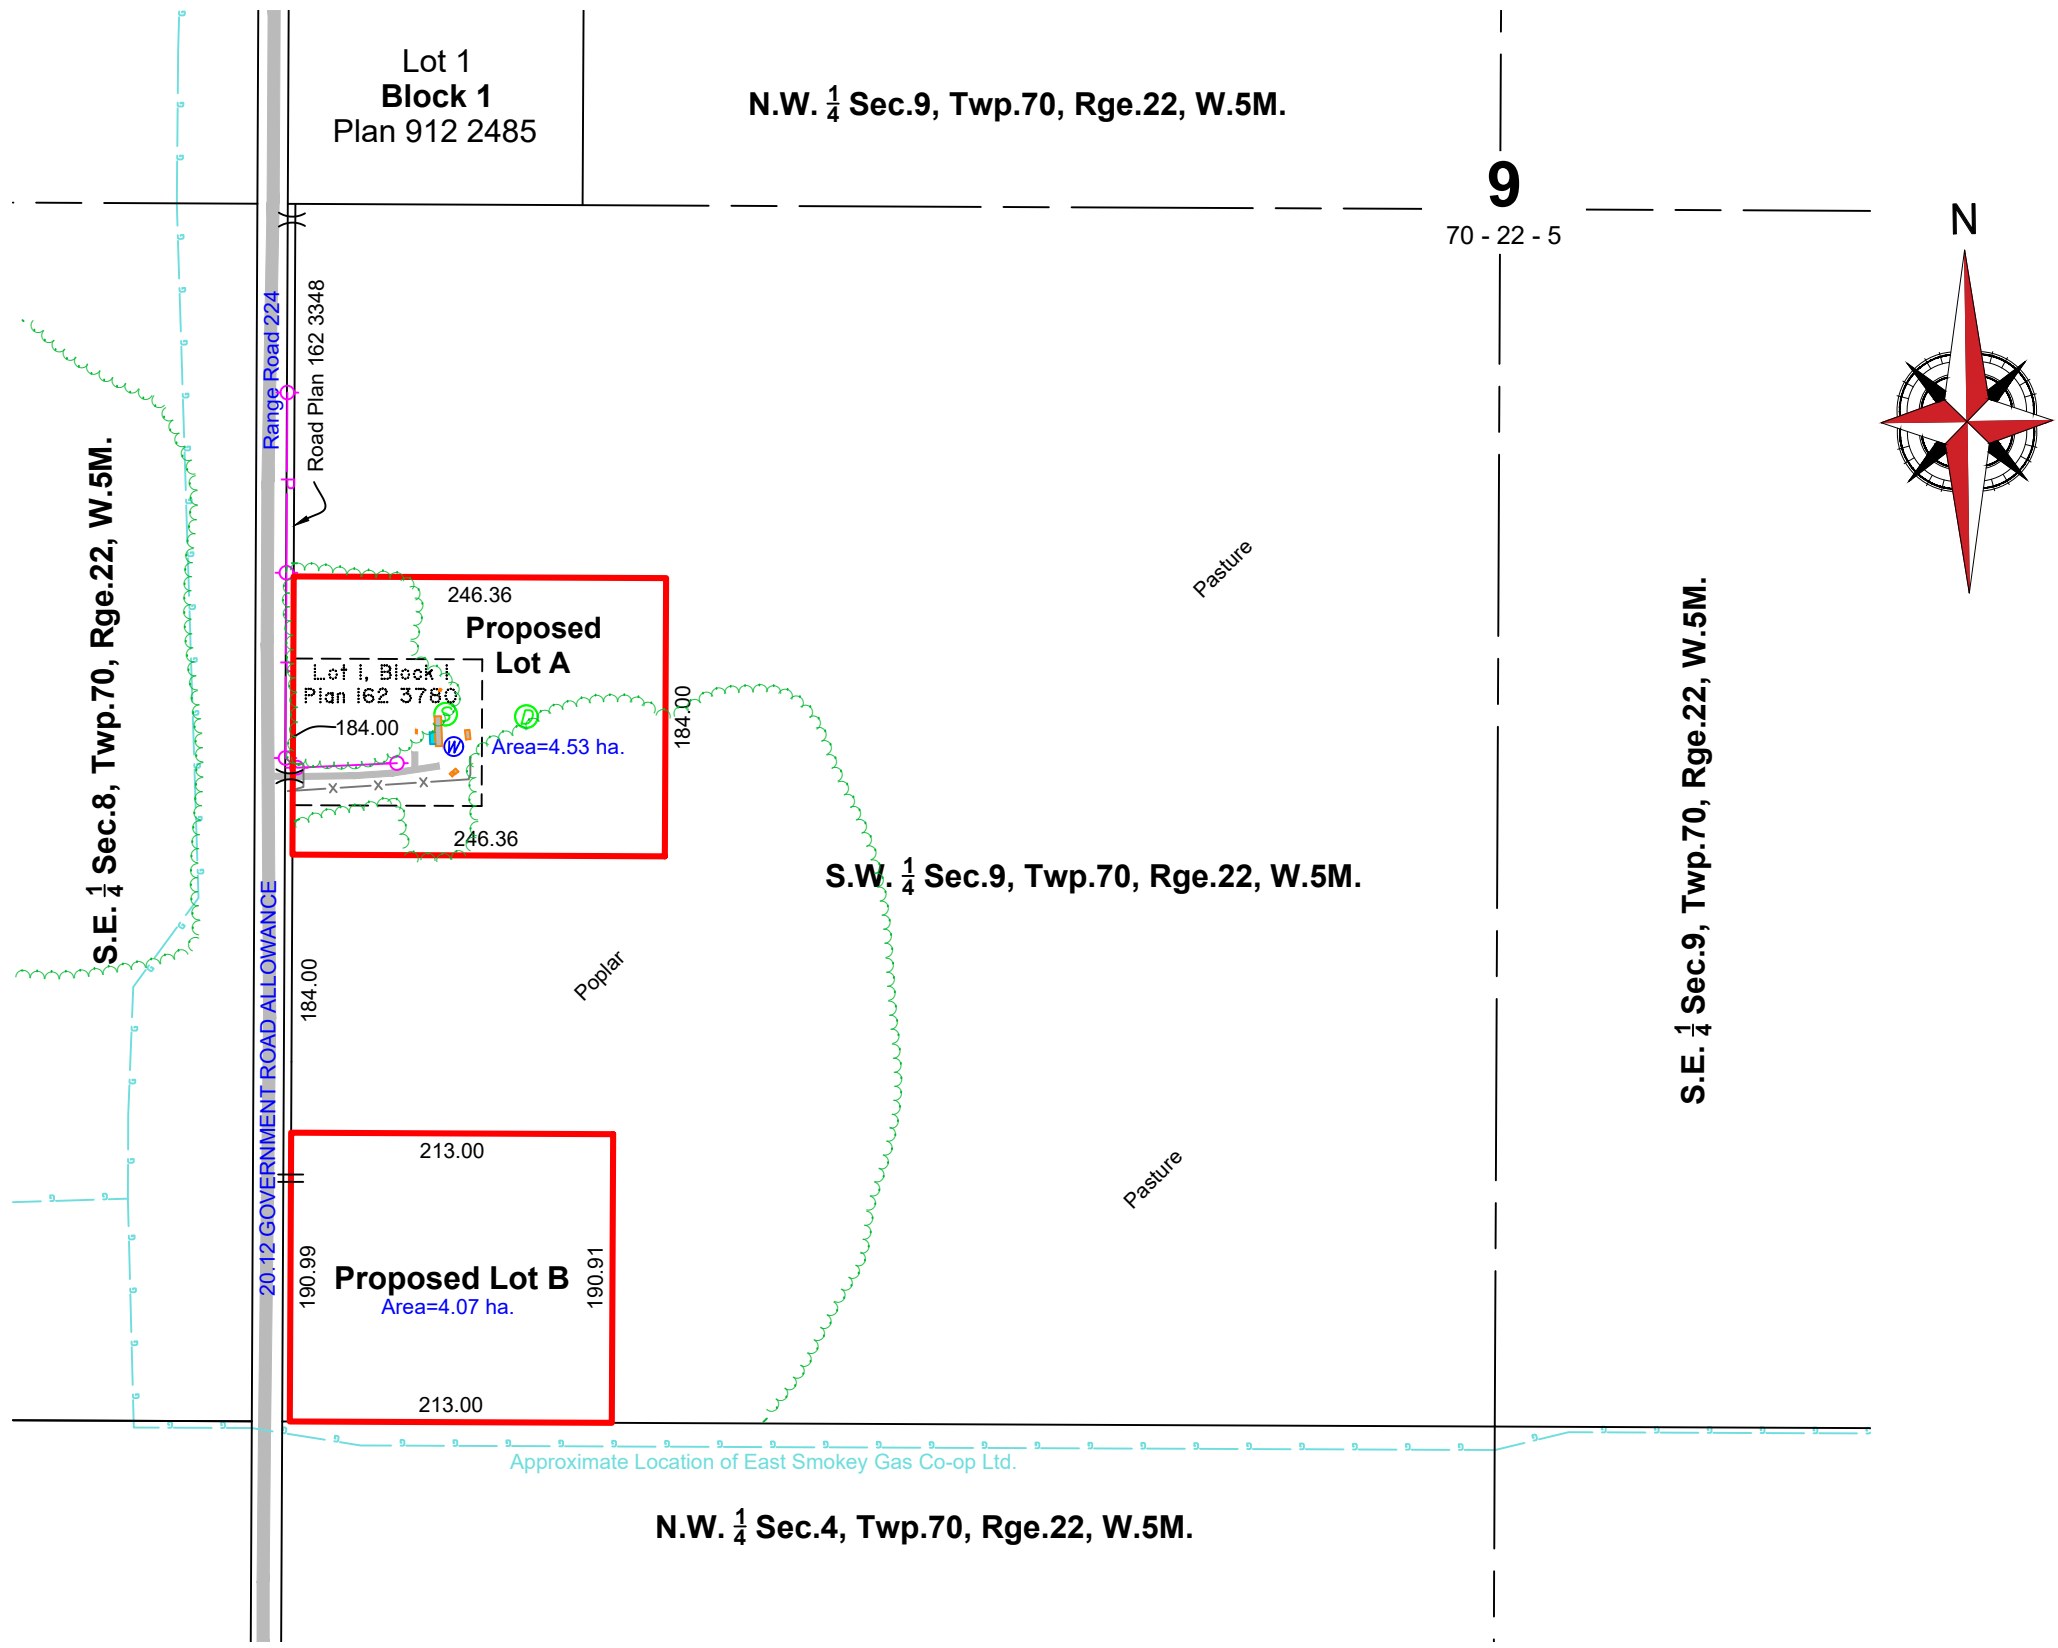 Lot 1
Block 1
Plan 912 2485
N.W. 1/4 Sec.9, Twp.70, Rge.22, W.5M.
9
70 - 22 - 5
N
Range Road 224
Road Plan 162 3348
S.E. 1/4 Sec.8, Twp.70, Rge.22, W.5M.
Pasture
246.36
Proposed
Lot A
Lot 1, Block 1
Plan 162 3780
184.00
S
D
W
Area=4.53 ha.
184.00
246.36
S.W. 1/4 Sec.9, Twp.70, Rge.22, W.5M.
S.E. 1/4 Sec.9, Twp.70, Rge.22, W.5M.
20.12 GOVERNMENT ROAD ALLOWANCE
184.00
Poplar
Pasture
213.00
190.99
Proposed Lot B
Area=4.07 ha.
190.91
213.00
Approximate Location of East Smokey Gas Co-op Ltd.
N.W. 1/4 Sec.4, Twp.70, Rge.22, W.5M.